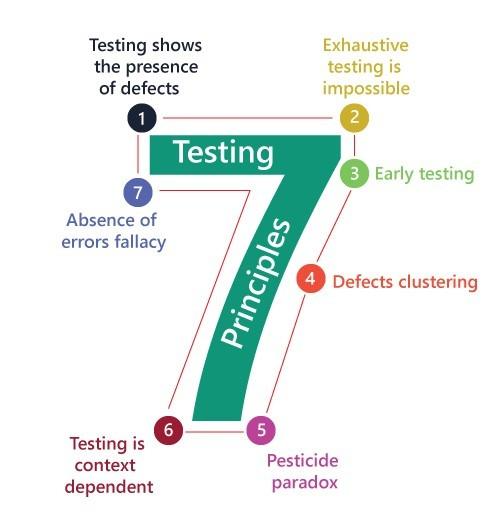 Testing shows
the presence
of defects
1
Exhaustive
testing is
impossible
2
Testing
Principles
3
Early testing
4
Defects clustering
5
Pesticide
paradox
6
Testing is
context
dependent
7
Absence of
errors fallacy